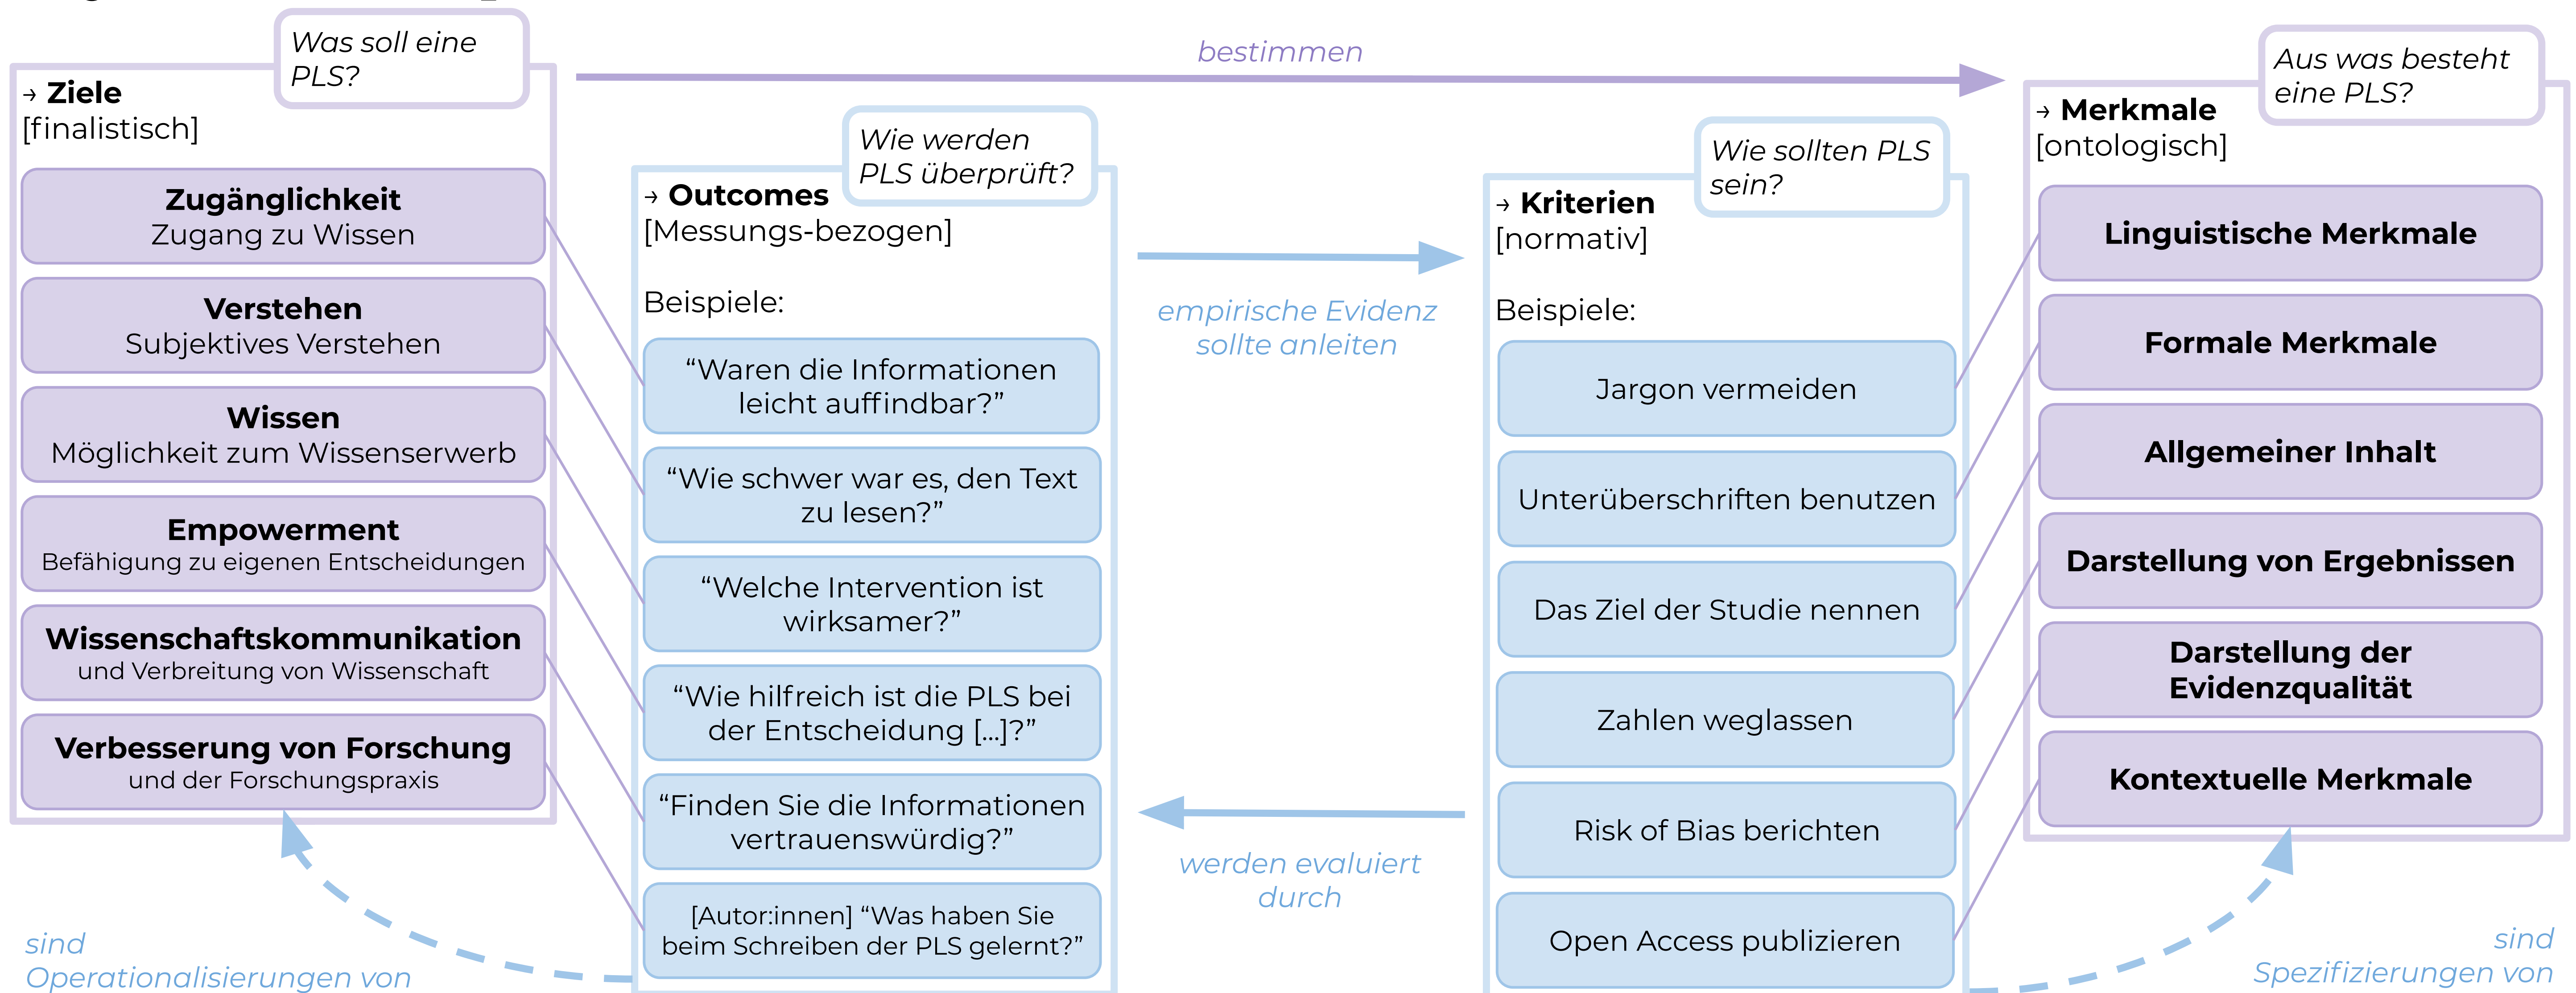 Was soll eine
PLS?
→ Ziele
[finalistisch]
Zugänglichkeit
Zugang zu Wissen
Verstehen
Subjektives Verstehen
Wissen
Möglichkeit zum Wissenserwerb
Empowerment
Befähigung zu eigenen Entscheidungen
Wissenschaftskommunikation
und Verbreitung von Wissenschaft
Verbesserung von Forschung
und der Forschungspraxis
sind
Operationalisierungen von
bestimmen
Wie werden
PLS überprüft?
→ Outcomes
[Messungs-bezogen]
Beispiele:
“Waren die Informationen
leicht auffindbar?”
“Wie schwer war es, den Text
zu lesen?”
“Welche Intervention ist
wirksamer?”
“Wie hilfreich ist die PLS bei
der Entscheidung [...]?”
“Finden Sie die Informationen
vertrauenswürdig?”
[Autor:innen] “Was haben Sie
beim Schreiben der PLS gelernt?”
empirische Evidenz
sollte anleiten
werden evaluiert
durch
Wie sollten PLS
sein?
→ Kriterien
[normativ]
Beispiele:
Jargon vermeiden
Unterüberschriften benutzen
Das Ziel der Studie nennen
Zahlen weglassen
Risk of Bias berichten
Open Access publizieren
Aus was besteht
eine PLS?
→ Merkmale
[ontologisch]
Linguistische Merkmale
Formale Merkmale
Allgemeiner Inhalt
Darstellung von Ergebnissen
Darstellung der
Evidenzqualität
Kontextuelle Merkmale
sind
Spezifizierungen von